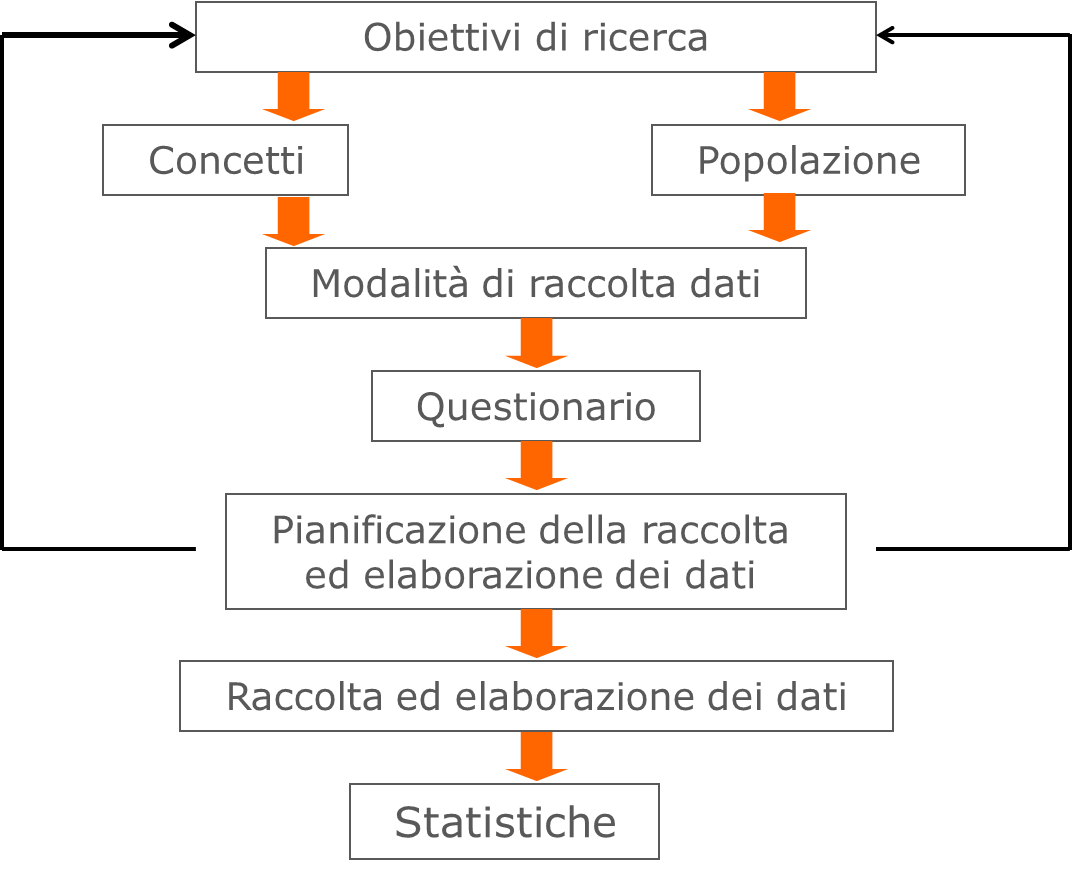 Obiettivi di ricerca
Concetti
Popolazione
Modalità di raccolta dati
Questionario
Pianificazione della raccolta
ed elaborazione dei dati
Raccolta ed elaborazione dei dati
Statistiche